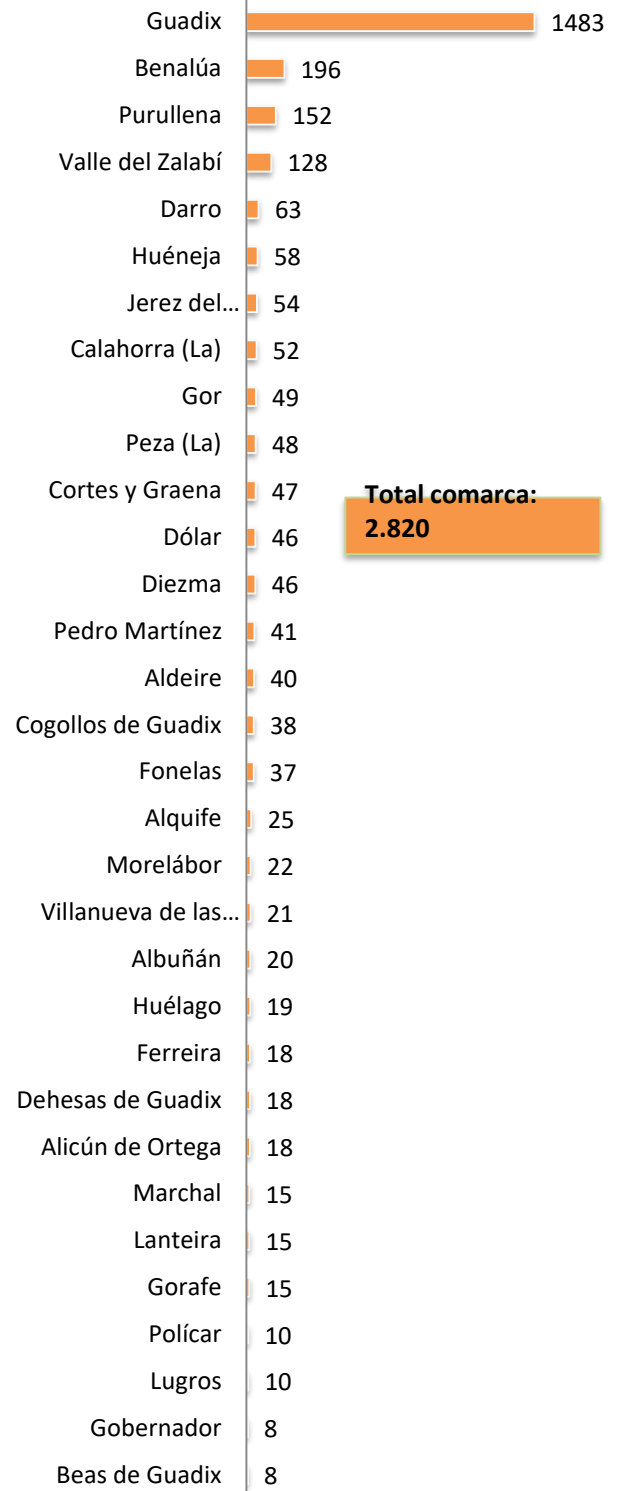 Guadix 1483
Benalúa 196
Purullena 152
Valle del Zalabí 128
Darro 63
Huéneja 58
Jerez del... 54
Calahorra (La) 52
Gor 49
Peza (La) 48
Cortes y Graena 47
Total comarca:
2.820
Dólar 46
Diezma 46
Pedro Martínez 41
Aldeire 40
Cogollos de Guadix 38
Fonelas 37
Alquife 25
Morelábor 22
Villanueva de las... 21
Albuñán 20
Huélago 19
Ferreira 18
Dehesas de Guadix 18
Alicún de Ortega 18
Marchal 15
Lanteira 15
Gorafe 15
Polícar 10
Lugros 10
Gobernador 8
Beas de Guadix 8